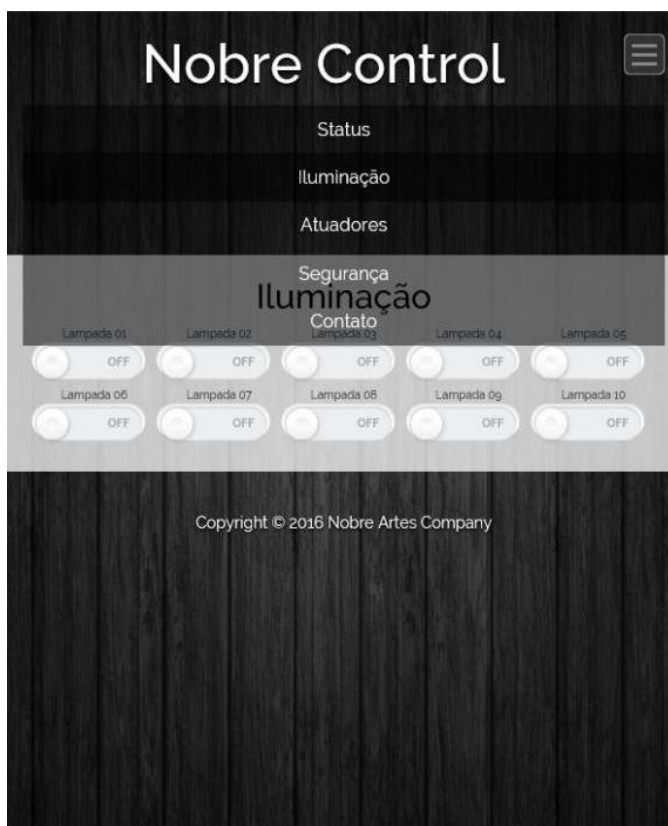 Nobre Control
Status
Iluminação
Atuadores
Segurança
Iluminação
Contato
Lampada 01 Lampada 02 Lampada 03 Lampada 04 Lampada 05
OFF OFF OFF OFF OFF
Lampada 06 Lampada 07 Lampada 08 Lampada 09 Lampada 10
OFF OFF OFF OFF OFF
Copyright © 2016 Nobre Artes Company